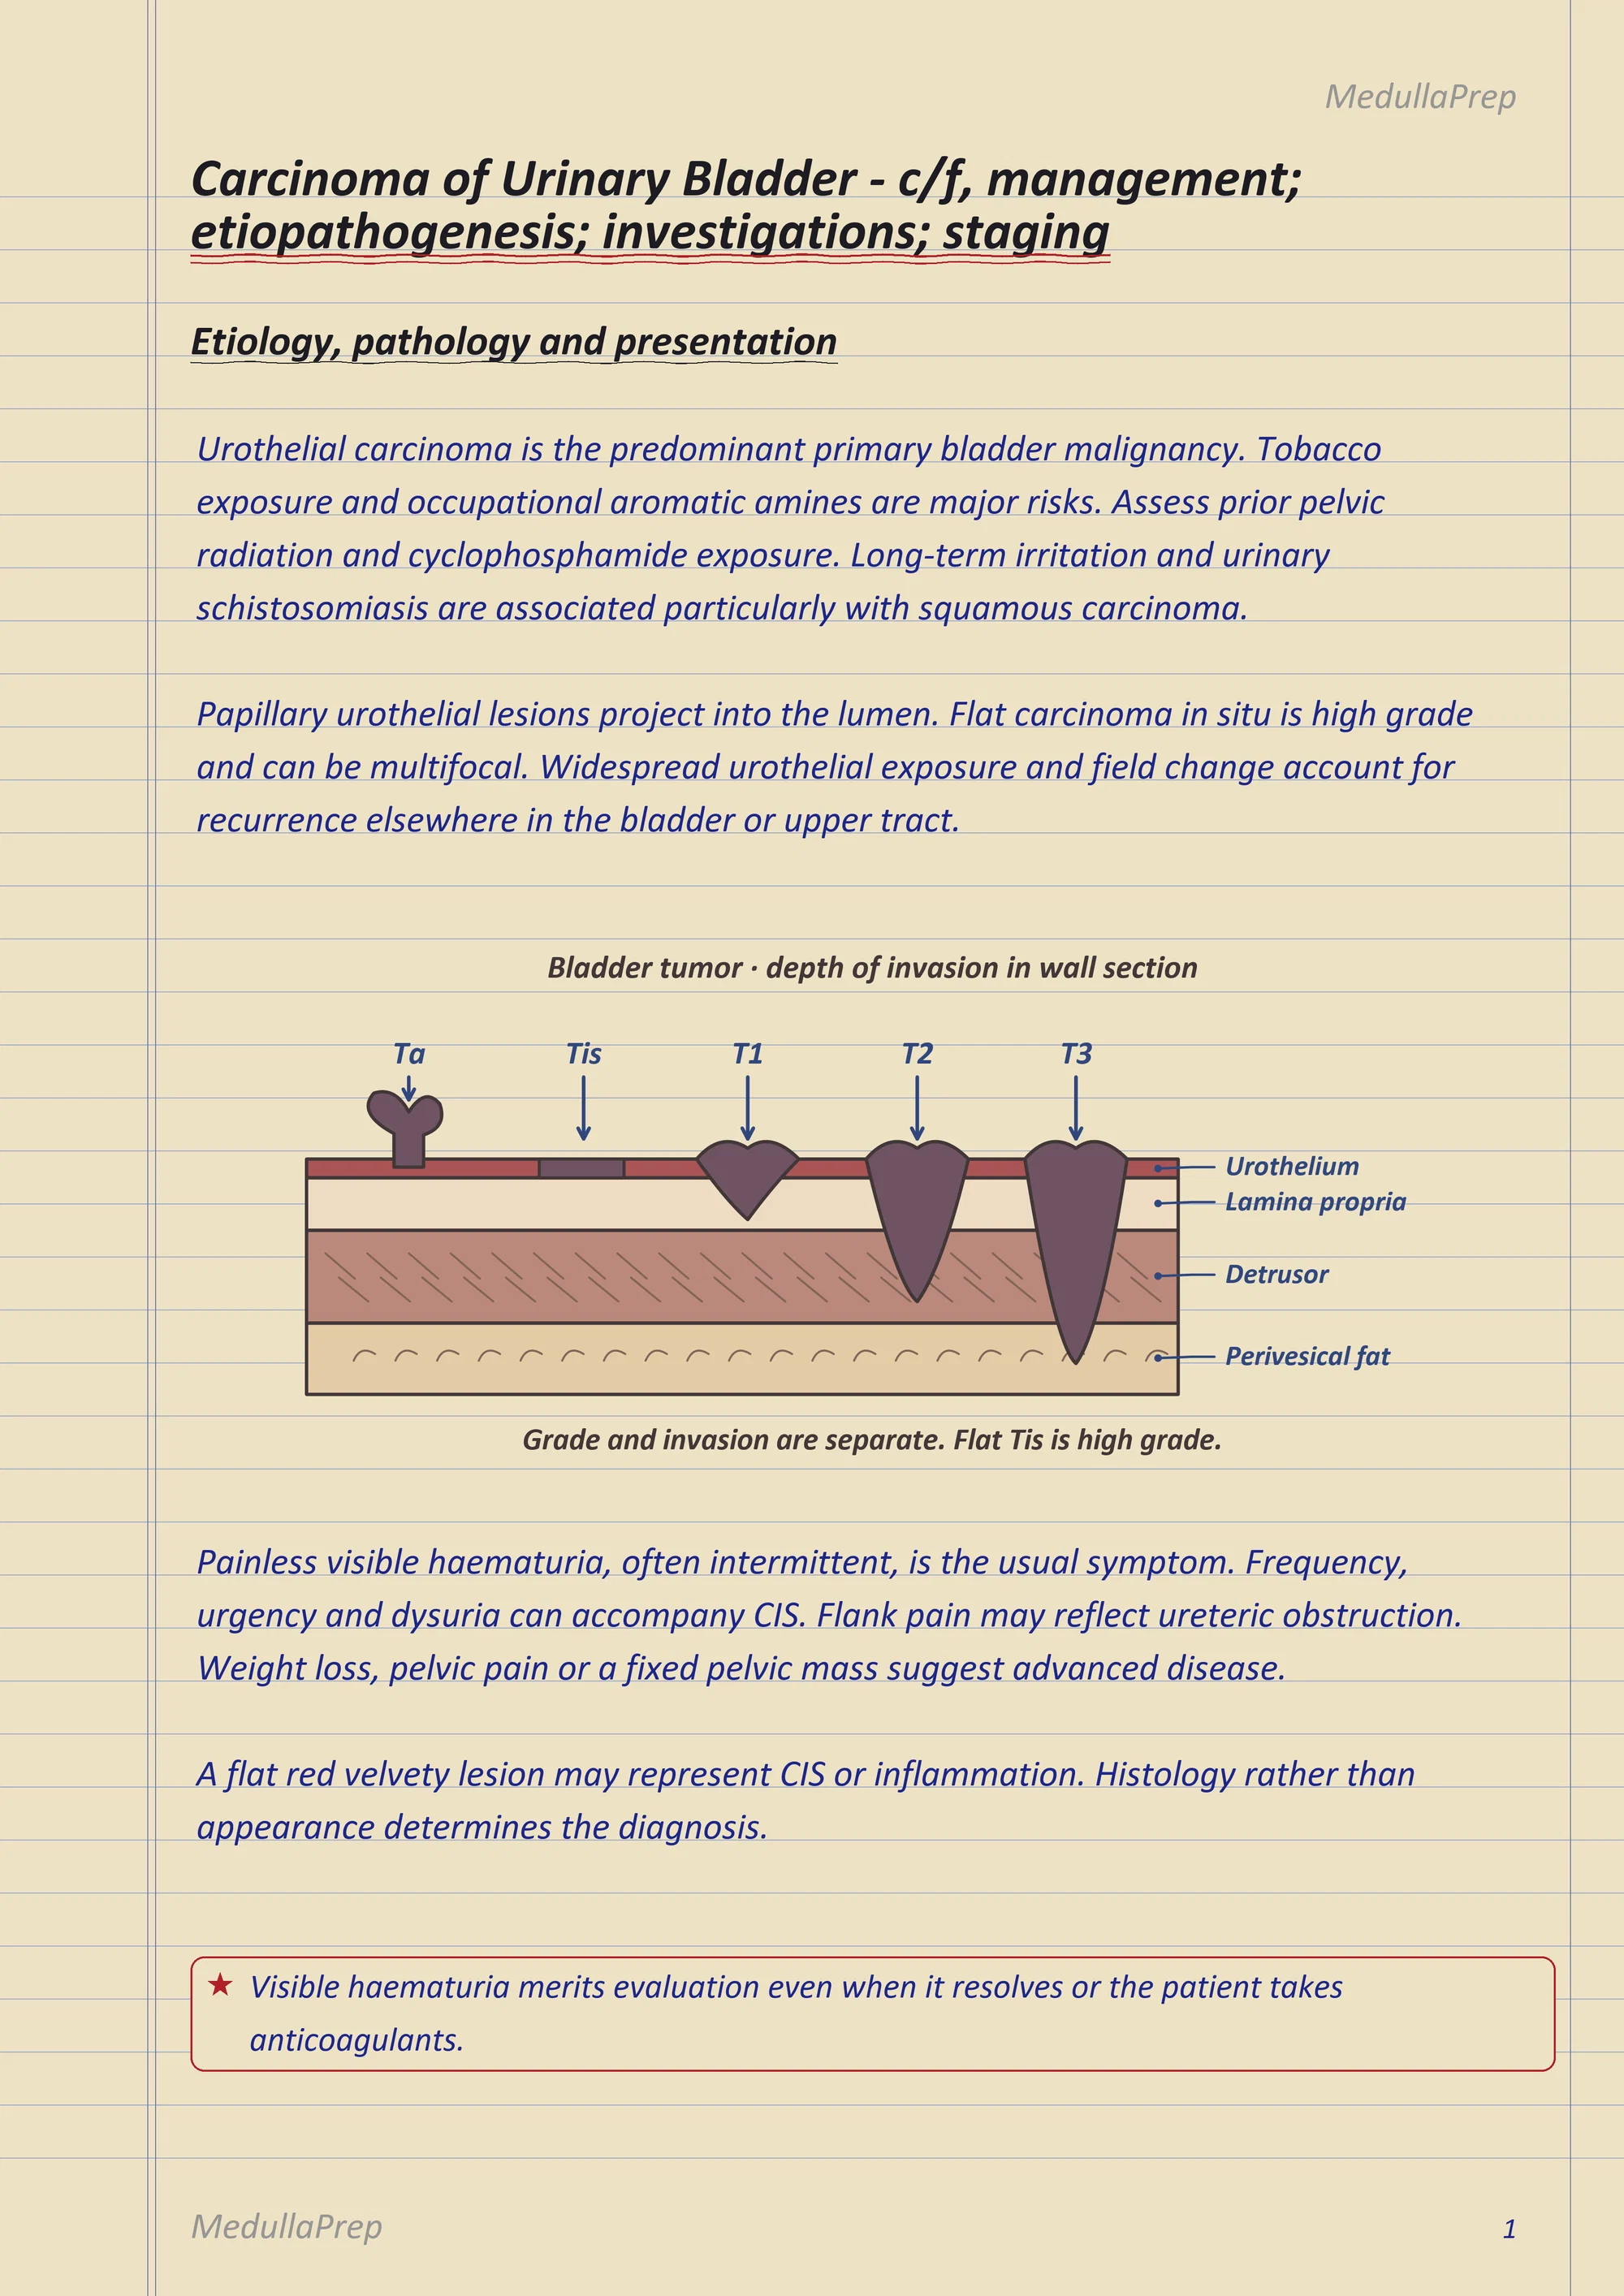 MedullaPrep
Carcinoma of Urinary Bladder - c/f, management;
etiopathogenesis; investigations; staging
Etiology, pathology and presentation
Urothelial carcinoma is the predominant primary bladder malignancy. Tobacco
exposure and occupational aromatic amines are major risks. Assess prior pelvic
radiation and cyclophosphamide exposure. Long-term irritation and urinary
schistosomiasis are associated particularly with squamous carcinoma.
Papillary urothelial lesions project into the lumen. Flat carcinoma in situ is high grade
and can be multifocal. Widespread urothelial exposure and field change account for
recurrence elsewhere in the bladder or upper tract.
Bladder tumor · depth of invasion in wall section
Ta Tis T1 T2 T3
Urothelium
Lamina propria
Detrusor
Perivesical fat
Grade and invasion are separate. Flat Tis is high grade.
Painless visible haematuria, often intermittent, is the usual symptom. Frequency,
urgency and dysuria can accompany CIS. Flank pain may reflect ureteric obstruction.
Weight loss, pelvic pain or a fixed pelvic mass suggest advanced disease.
A flat red velvety lesion may represent CIS or inflammation. Histology rather than
appearance determines the diagnosis.
★ Visible haematuria merits evaluation even when it resolves or the patient takes
anticoagulants.
MedullaPrep
1